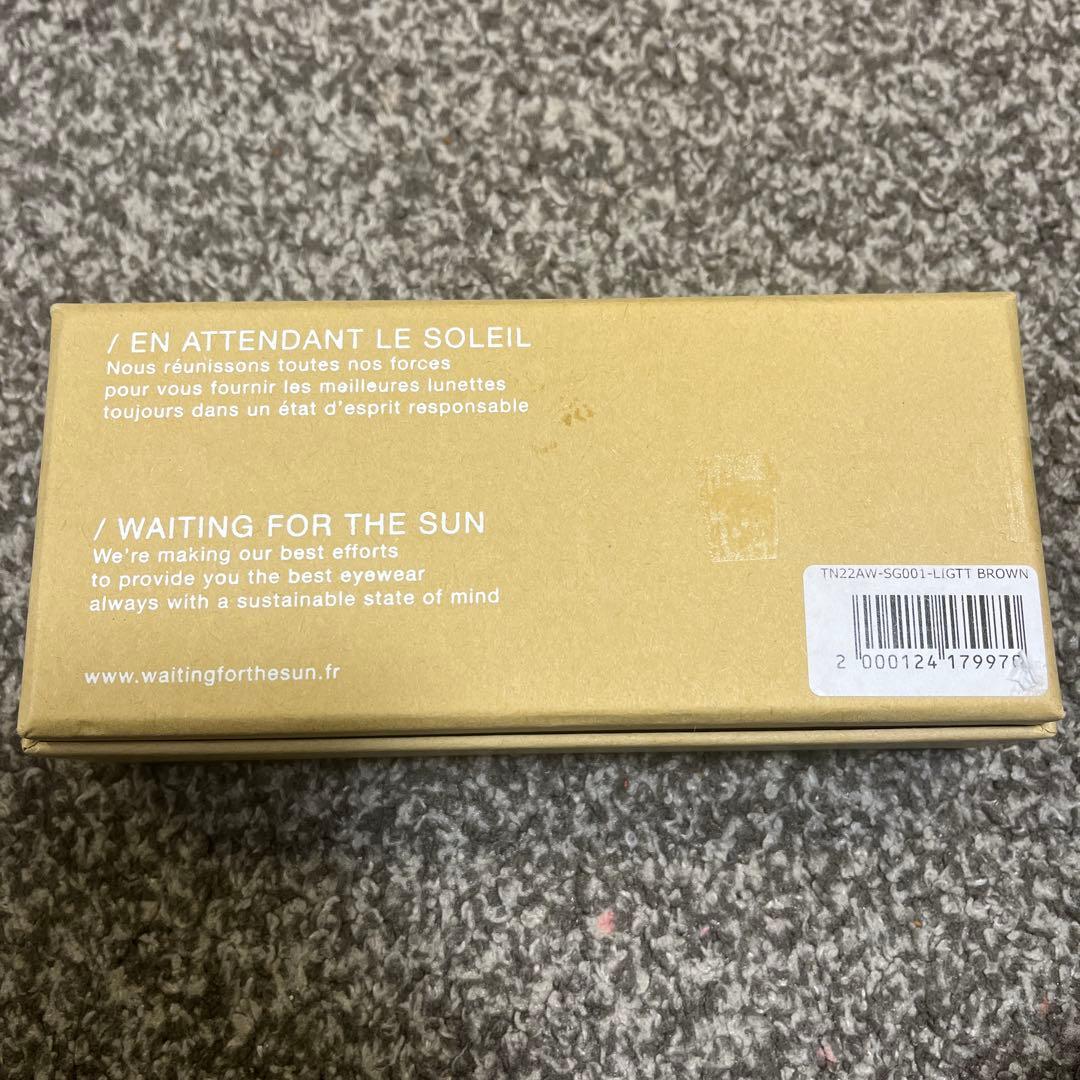 / EN ATTENDANT LE SOLEIL
Nous réunissons toutes nos forces
pour vous fournir les meilleures lunettes
toujours dans un état d'esprit responsable
/ WAITING FOR THE SUN
We're making our best efforts
to provide you the best eyewear
always with a sustainable state of mind
www.waitingforthesun.fr
TN22AW-SG001-LIGTT BROWN
2 000124 179970